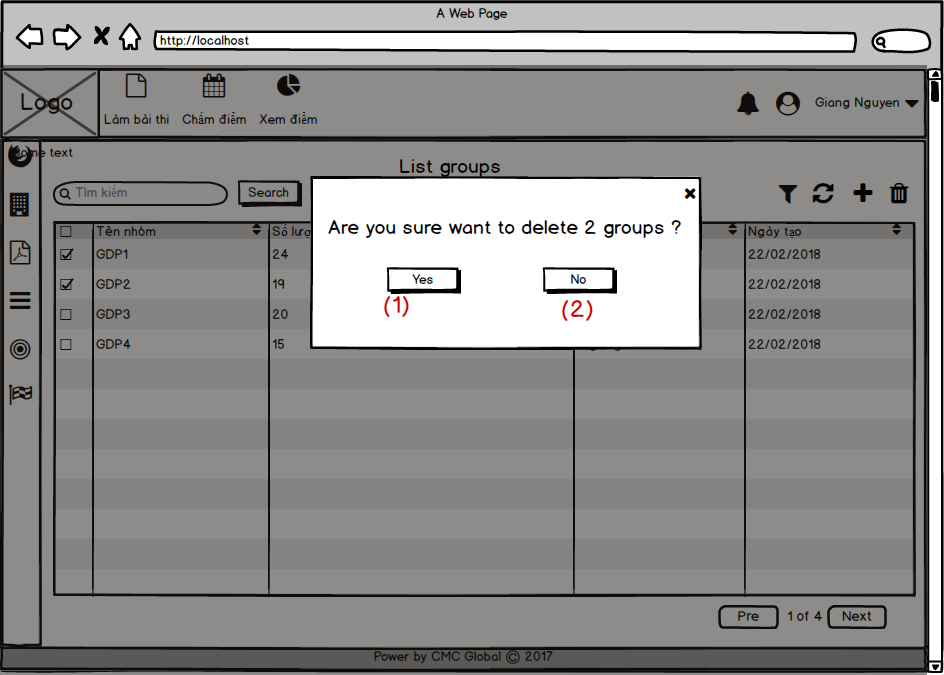 A Web Page
http://localhost
Logo
Làm bài thi
Chấm điểm
Xem điểm
Giang Nguyen
some text
List groups
Tìm kiếm
Search
Are you sure want to delete 2 groups ?
Yes
No
(1)
(2)
Tên nhóm
Số lượ
Ngày tạo
GDP1
24
22/02/2018
GDP2
19
22/02/2018
GDP3
20
22/02/2018
GDP4
15
22/02/2018
Pre
1 of 4
Next
Power by CMC Global © 2017